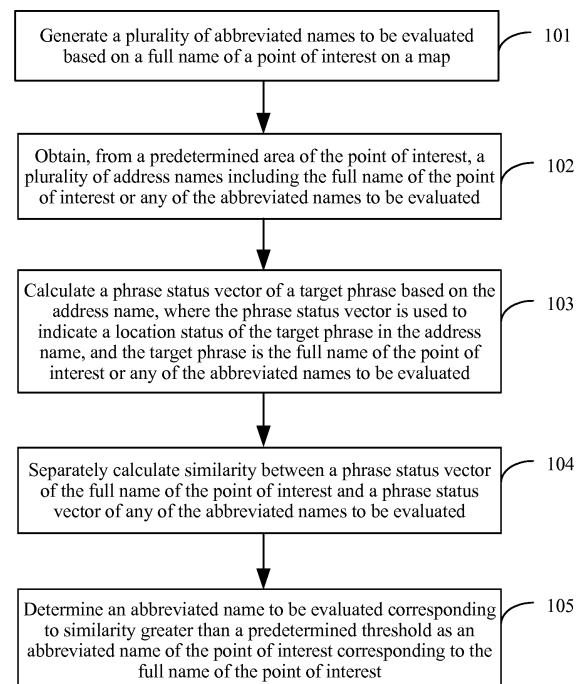 Generate a plurality of abbreviated names to be evaluated
based on a full name of a point of interest on a map
101
Obtain, from a predetermined area of the point of interest, a
plurality of address names including the full name of the point
of interest or any of the abbreviated names to be evaluated
102
Calculate a phrase status vector of a target phrase based on the
address name, where the phrase status vector is used to
indicate a location status of the target phrase in the address
name, and the target phrase is the full name of the point of
interest or any of the abbreviated names to be evaluated
103
Separately calculate similarity between a phrase status vector
of the full name of the point of interest and a phrase status
vector of any of the abbreviated names to be evaluated
104
Determine an abbreviated name to be evaluated corresponding
to similarity greater than a predetermined threshold as an
abbreviated name of the point of interest corresponding to the
full name of the point of interest
105